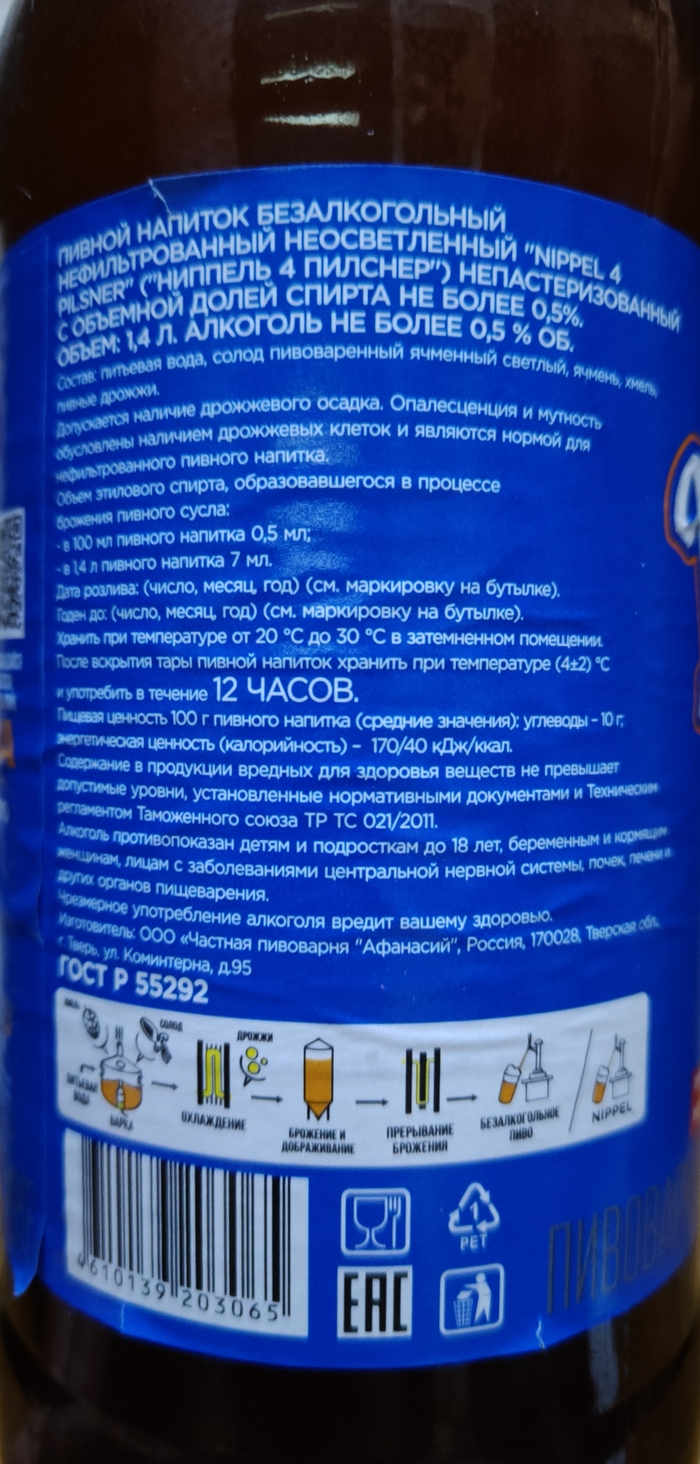 ПИВНОЙ НАПИТОК БЕЗАЛКОГОЛЬНЫЙ
НЕФИЛЬТРОВАННЫЙ НЕОСВЕТЛЕННЫЙ "NIPPEL 4
PILSNER" ("НИППЕЛЬ 4 ПИЛСНЕР") НЕПАСТЕРИЗОВАННЫЙ
С ОБЪЕМНОЙ ДОЛЕЙ СПИРТА НЕ БОЛЕЕ 0,5%.
ОБЪЕМ: 1,4 Л. АЛКОГОЛЬ НЕ БОЛЕЕ 0,5 % ОБ.
Состав: питьевая вода, солод пивоваренный ячменный светлый, ячмень, хмель,
пивные дрожжи.
Допускается наличие дрожжевого осадка. Опалесценция и мутность
обусловлены наличием дрожжевых клеток и являются нормой для
нефильтрованного пивного напитка.
Объем этилового спирта, образовавшегося в процессе
брожения пивного сусла:
- в 100 мл пивного напитка 0,5 мл;
- в 1,4 л пивного напитка 7 мл.
Дата розлива: (число, месяц, год) (см. маркировку на бутылке).
Годен до: (число, месяц, год) (см. маркировку на бутылке).
Хранить при температуре от 20 °С до 30 °С в затемненном помещении.
После вскрытия тары пивной напиток хранить при температуре (4±2) °С
и употребить в течение 12 ЧАСОВ.
Пищевая ценность 100 г пивного напитка (средние значения): углеводы - 10 г,
энергетическая ценность (калорийность) – 170/40 кДж/ккал.
Содержание в продукции вредных для здоровья веществ не превышает
допустимые уровни, установленные нормативными документами и Техническим
регламентом Таможенного союза ТР ТС 021/2011.
Алкоголь противопоказан детям и подросткам до 18 лет, беременным и кормящим
женщинам, лицам с заболеваниями центральной нервной системы, почек, печени и
других органов пищеварения.
Чрезмерное употребление алкоголя вредит вашему здоровью.
Изготовитель: ООО «Частная пивоварня "Афанасий", Россия, 170028, Тверская обл.,
г. Тверь, ул. Коминтерна, д.95
ГОСТ Р 55292
СОЛОД
ДРОЖЖИ
ПИТЬЕВАЯ
ВОДА
ВАРКА
ОХЛАЖДЕНИЕ
БРОЖЕНИЕ И
ДОБРАЖИВАНИЕ
ПРЕРЫВАНИЕ
БРОЖЕНИЯ
БЕЗАЛКОГОЛЬНОЕ
ПИВО
NIPPEL
4610139203065
1
PET
EAC